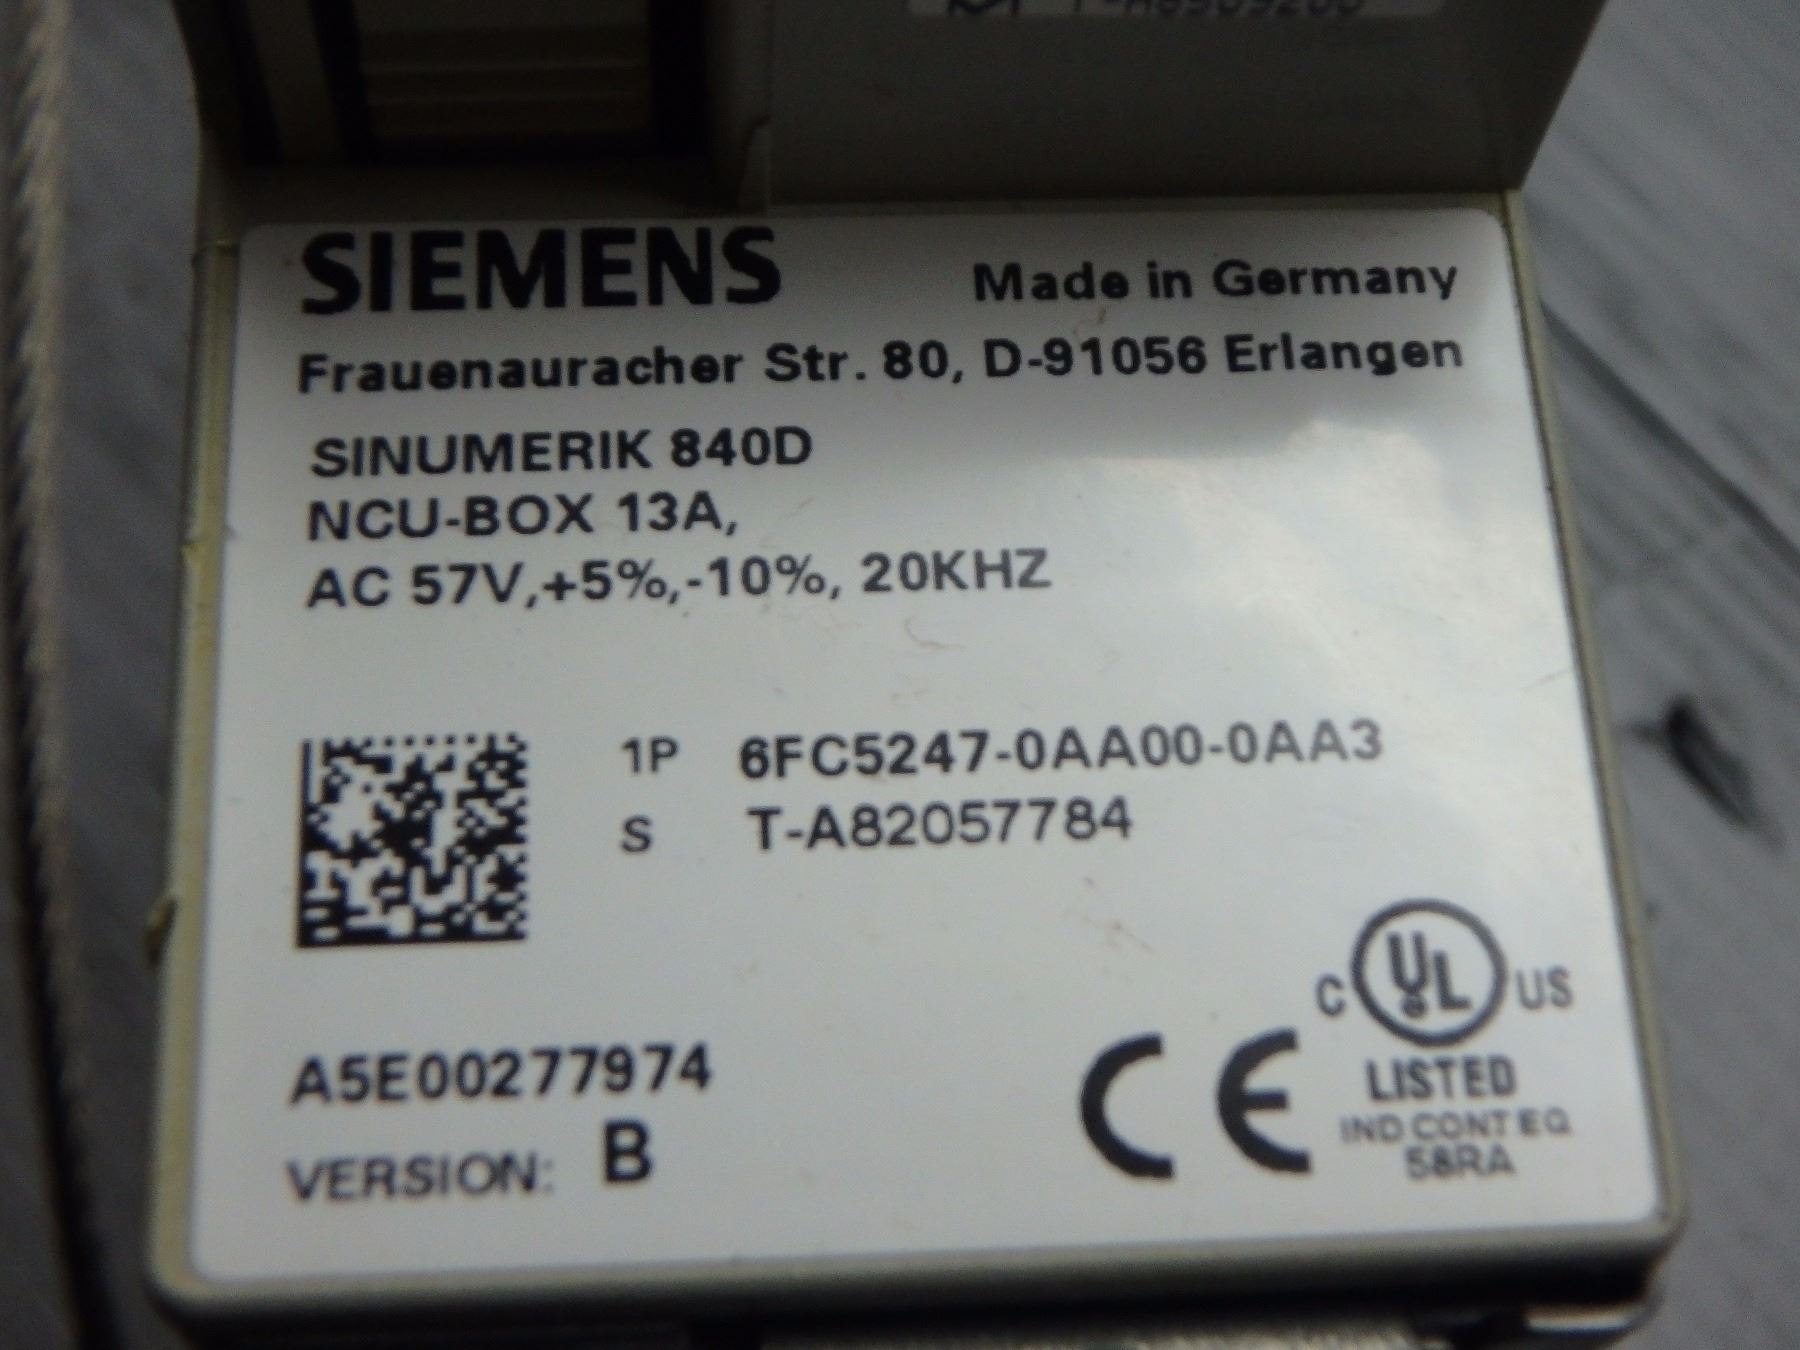 SIEMENS
Made in Germany
Frauenauracher Str. 80, D-91056 Erlangen
SINUMERIK 840D
NCU-BOX 13A,
AC 57V,+5%,-10%, 20KHZ
1P 6FC5247-0AA00-0AA3
S T-A82057784
C UL US
LISTED
IND CONT EQ
58RA
CE
A5E00277974
VERSION: B